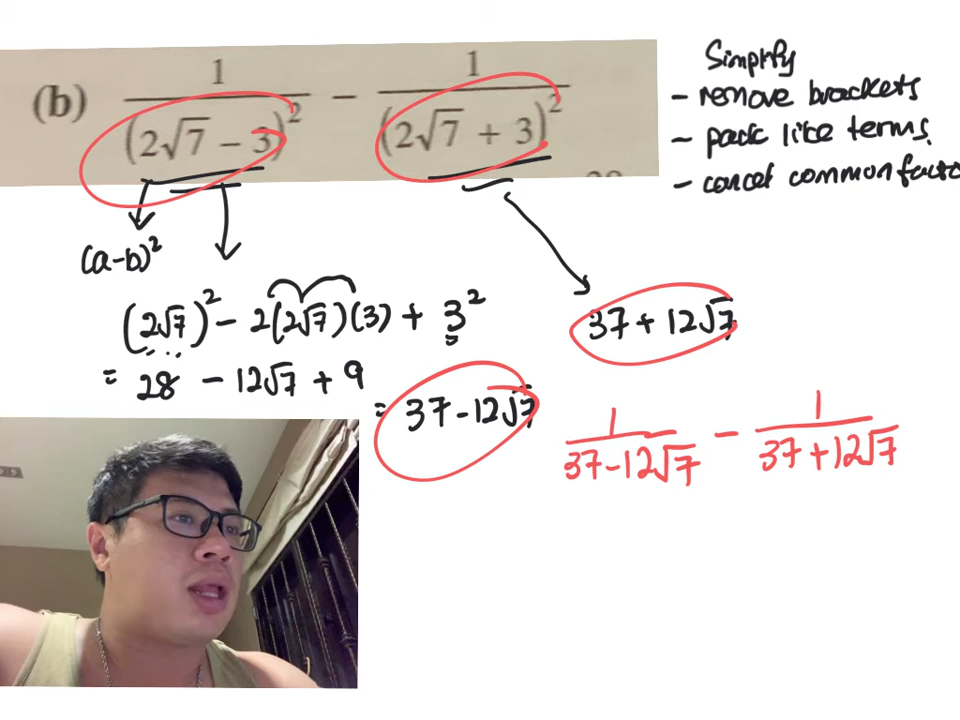 (b) 1/(2√7 − 3)² − 1/(2√7 + 3)²
Simplify
- remove brackets
- pack like terms
- cancel common
(a-b)²
(2√7)² - 2(2√7)(3) + 3²
= 28 - 12√7 + 9
= 37-12√7
37 + 12√7
1/(37-12√7) - 1/(37+12√7)